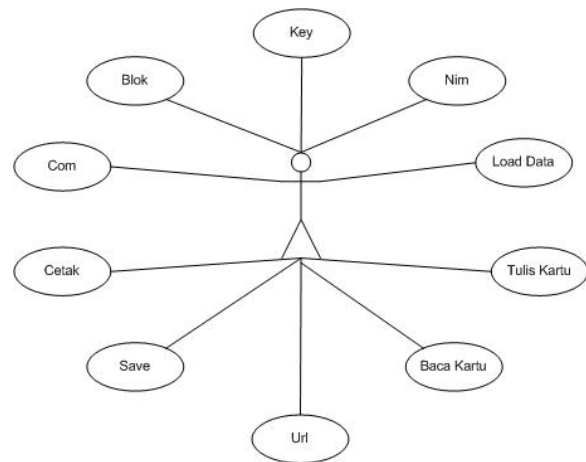 Key
Blok
Nim
Com
Load Data
Cetak
Tulis Kartu
Save
Baca Kartu
Url